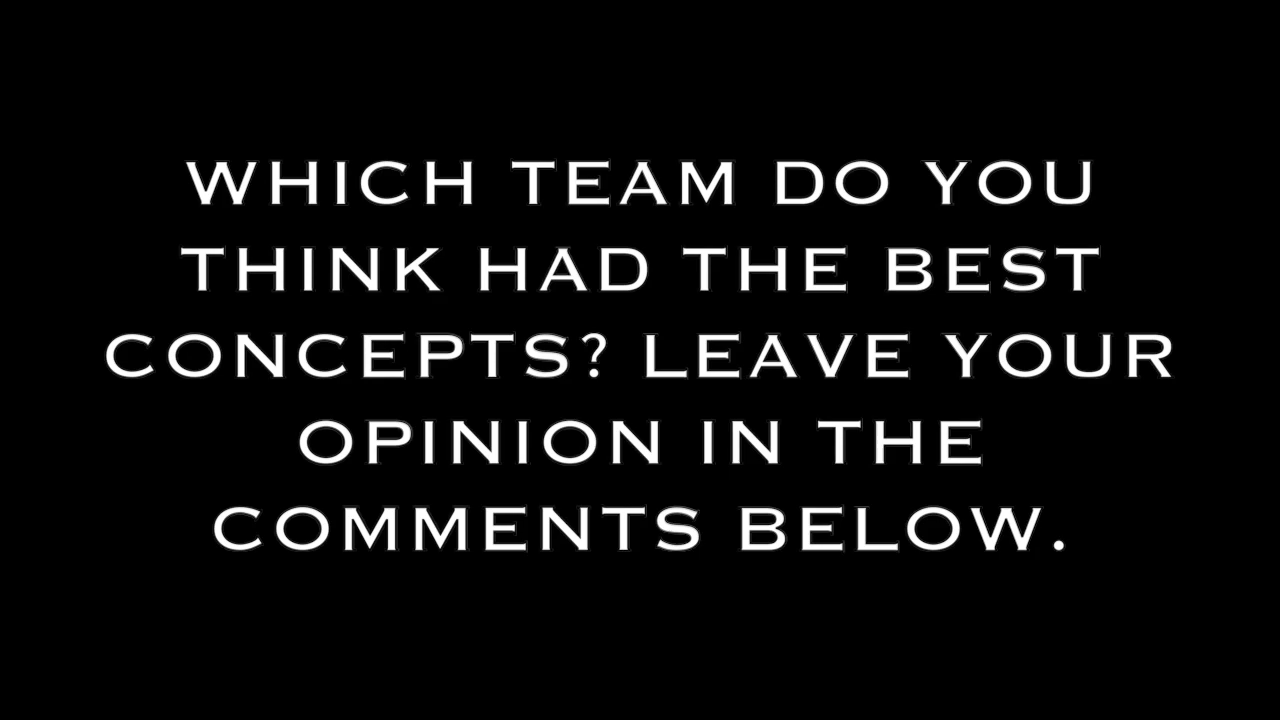 WHICH TEAM DO YOU
THINK HAD THE BEST
CONCEPTS? LEAVE YOUR
OPINION IN THE
COMMENTS BELOW.